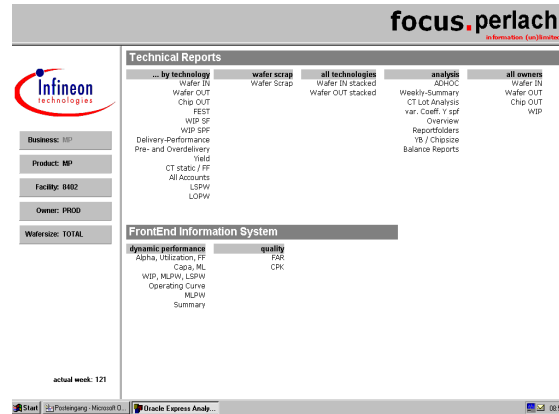 focus.perlach
information (un)limited
Infineon
technologies
Business: MP
Product: MP
Facility: 8402
Owner: PROD
Wafersize: TOTAL
actual week: 121
Technical Reports
... by technology
Wafer IN
Wafer OUT
Chip OUT
FEST
WIP SF
WIP SPF
Delivery-Performance
Pre- and Overdelivery
Yield
CT static / FF
All Accounts
LSPW
LOPW
wafer scrap
Wafer Scrap
all technologies
Wafer IN stacked
Wafer OUT stacked
analysis
ADHOC
Weekly-Summary
CT Lot Analysis
var. Coeff. Y spf
Overview
Reportfolders
YB / Chipsize
Balance Reports
all owners
Wafer IN
Wafer OUT
Chip OUT
WIP
FrontEnd Information System
dynamic performance
Alpha, Utilization, FF
Capa, ML
WIP, MLPW, LSPW
Operating Curve
MLPW
Summary
quality
FAR
CPK
Start
Posteingang - Microsoft O...
Oracle Express Analy...